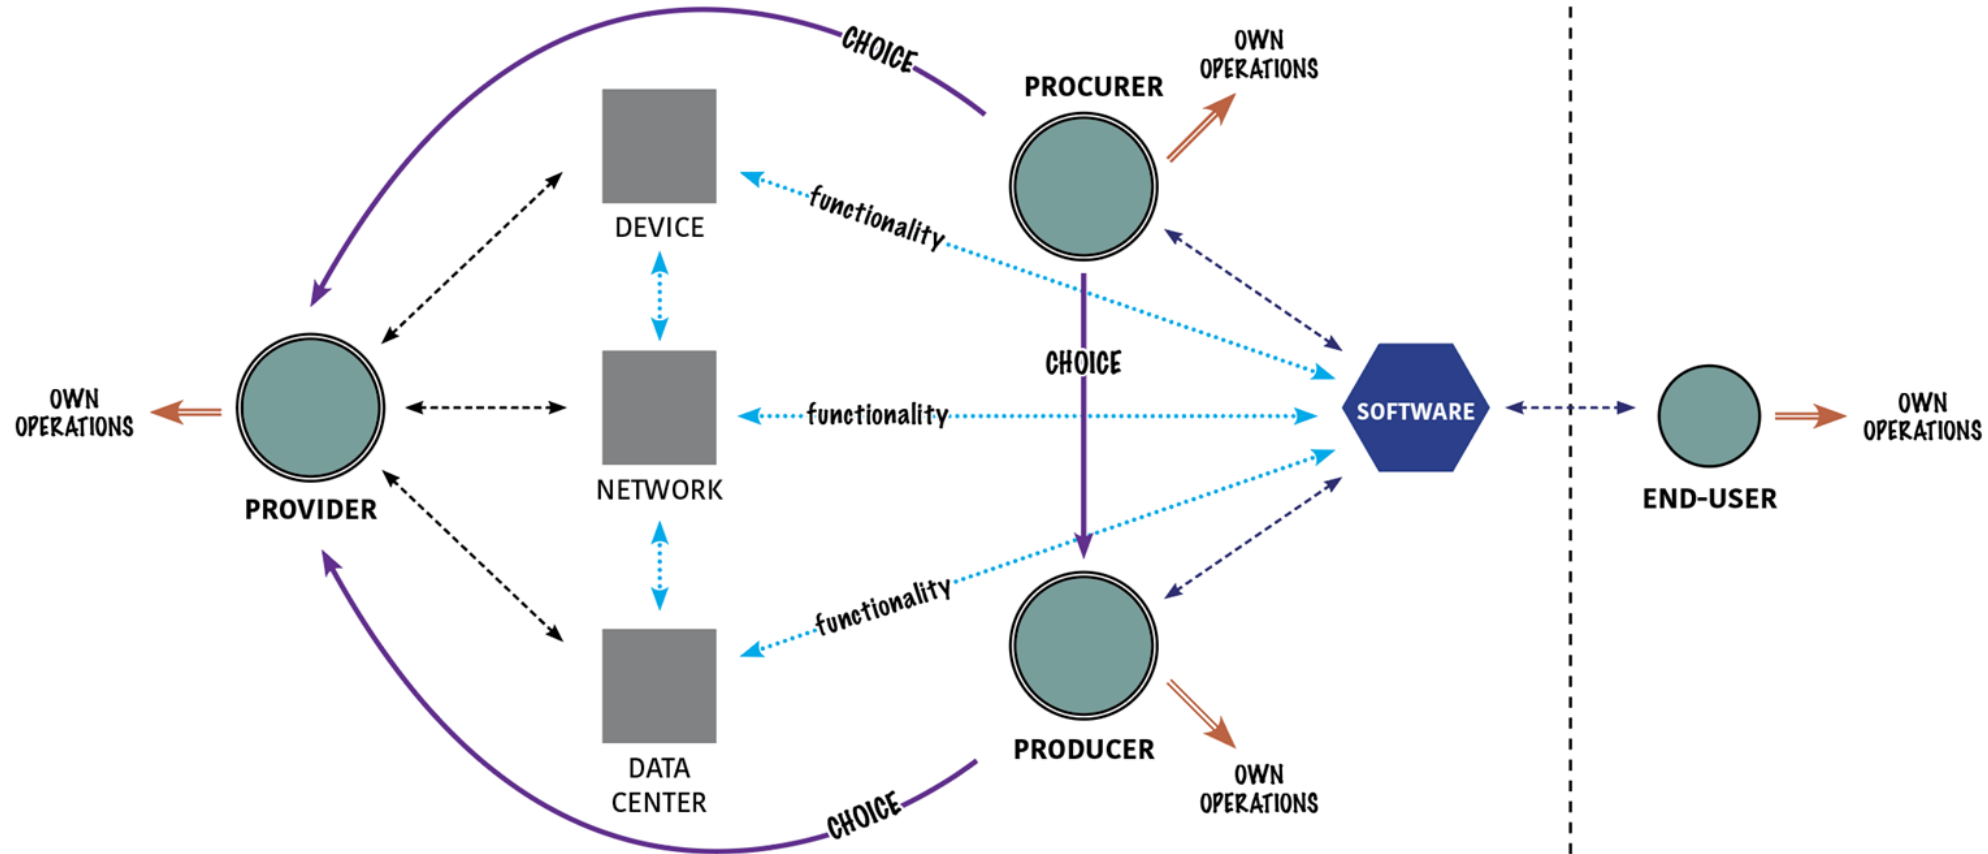 CHOICE
OWN
OPERATIONS
PROCURER
DEVICE
functionality
CHOICE
OWN
OPERATIONS
PROVIDER
NETWORK
functionality
SOFTWARE
END-USER
OWN
OPERATIONS
functionality
DATA
CENTER
PRODUCER
CHOICE
OWN
OPERATIONS